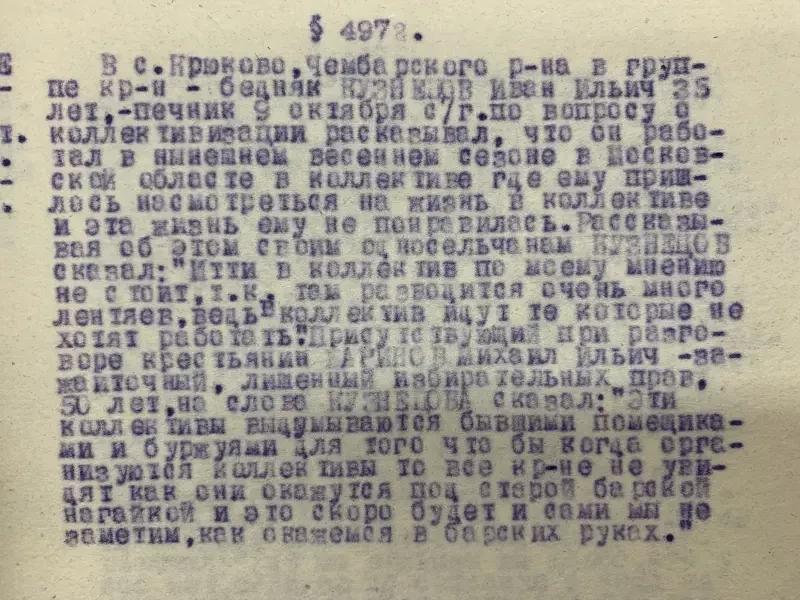 § 4972.
В с.Крюково,Чембарского р-на в груп-
пе кр-н - бедняк КУЗНЕЦОВ Иван Ильич 35
лет,-печник 9 октября с/г.по вопросу о
коллективизации рассказывал, что он рабо-
тал в нынешнем весеннем сезоне в Москов-
ской области в коллективе где ему приш-
лось насмотреться на жизнь в коллективе
и эта жизнь ему не понравилась.Рассказы-
вая об этом своим односельчанам КУЗНЕЦОВ
сказал:"Итти в коллектив по моему мнению
не стоит,т.к. там разводится очень много
лентяев,ведь в коллектив идут те которые не
хотят работать".Присутствующий при разго-
воре крестьянин БАРИНОВ Михаил Ильич -за-
житочный, лишенный избирательных прав,
50 лет,на слова КУЗНЕЦОВА сказал:"Эти
коллективы выдумываются бывшими помещика-
ми и буржуями для того что бы когда орга-
низуются коллективы то все кр-не не уви-
дят как они окажутся под старой барской
нагайкой и это скоро будет и сами мы не
заметим,как окажемся в барских руках."